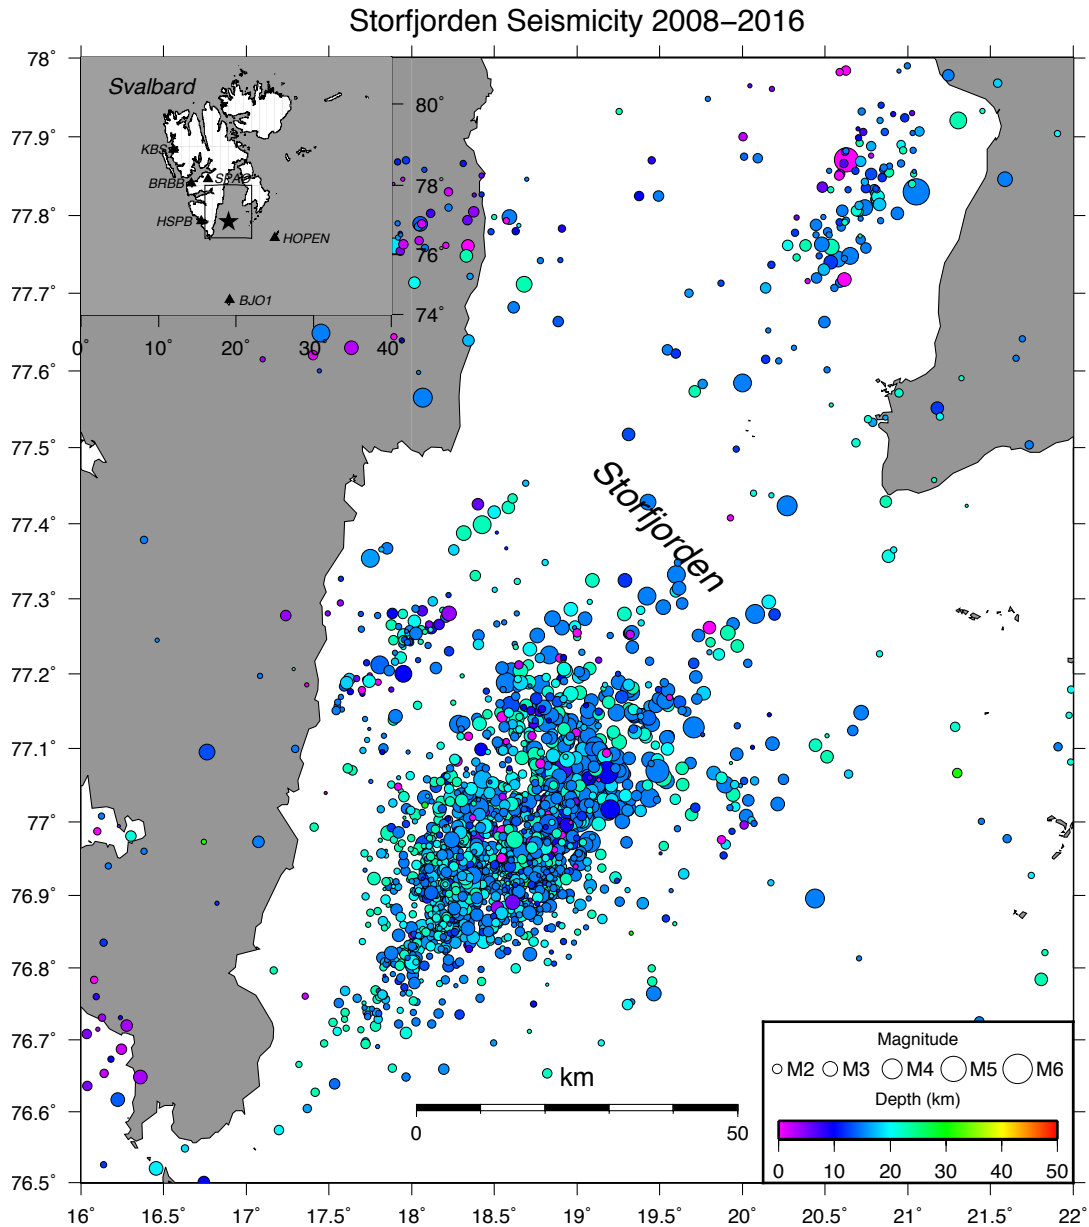 Storfjorden Seismicity 2008–2016
78°
77.9°
77.8°
77.7°
77.6°
77.5°
77.4°
77.3°
77.2°
77.1°
77°
76.9°
76.8°
76.7°
76.6°
76.5°
Svalbard
80°
KBS
SPA0
BRBB
78°
HSPB
HOPEN
76°
BJO1
74°
0° 10° 20° 30° 40°
Storfjorden
km
0 50
Magnitude
M2 M3 M4 M5 M6
Depth (km)
0 10 20 30 40 50
16° 16.5° 17° 17.5° 18° 18.5° 19° 19.5° 20° 20.5° 21° 21.5° 22°